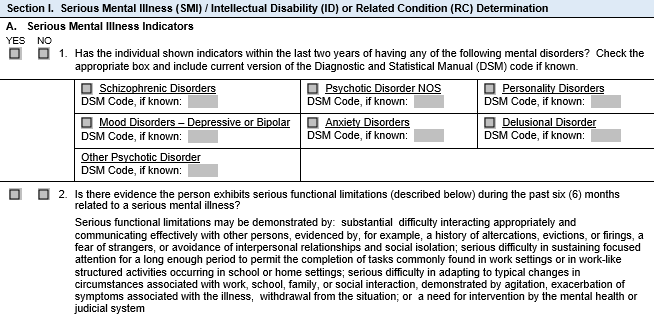 Section I. Serious Mental Illness (SMI) / Intellectual Disability (ID) or Related Condition (RC) Determination
A. Serious Mental Illness Indicators
YES NO
1. Has the individual shown indicators within the last two years of having any of the following mental disorders? Check the
appropriate box and include current version of the Diagnostic and Statistical Manual (DSM) code if known.
Schizophrenic Disorders
DSM Code, if known:
Psychotic Disorder NOS
DSM Code, if known:
Personality Disorders
DSM Code, if known:
Mood Disorders – Depressive or Bipolar
DSM Code, if known:
Anxiety Disorders
DSM Code, if known:
Delusional Disorder
DSM Code, if known:
Other Psychotic Disorder
DSM Code, if known:
2. Is there evidence the person exhibits serious functional limitations (described below) during the past six (6) months
related to a serious mental illness?
Serious functional limitations may be demonstrated by: substantial difficulty interacting appropriately and
communicating effectively with other persons, evidenced by, for example, a history of altercations, evictions, or firings, a
fear of strangers, or avoidance of interpersonal relationships and social isolation; serious difficulty in sustaining focused
attention for a long enough period to permit the completion of tasks commonly found in work settings or in work-like
structured activities occurring in school or home settings; serious difficulty in adapting to typical changes in
circumstances associated with work, school, family, or social interaction, demonstrated by agitation, exacerbation of
symptoms associated with the illness, withdrawal from the situation; or a need for intervention by the mental health or
judicial system